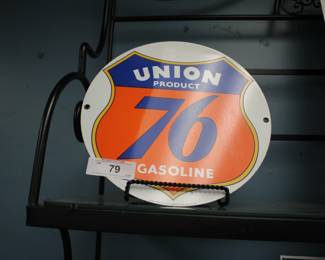 UNION
PRODUCT
76
GASOLINE
79